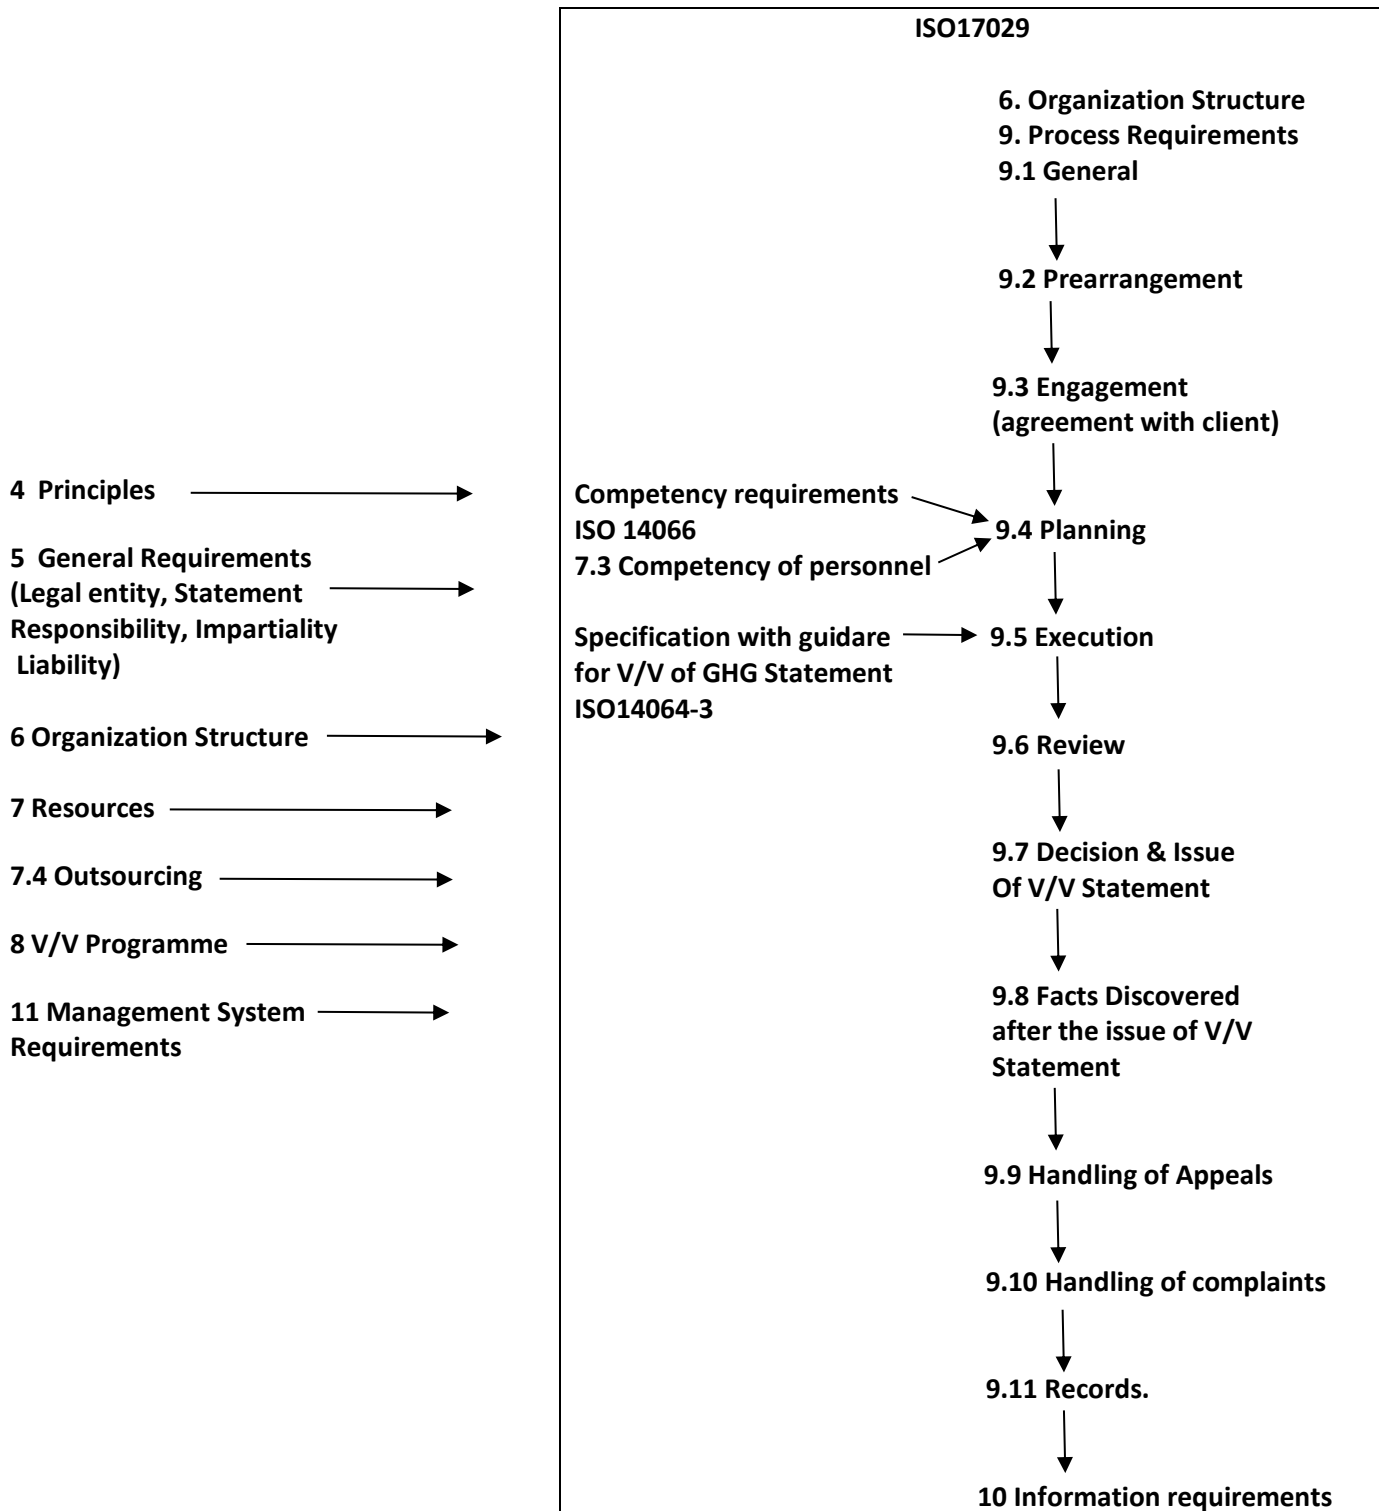 ISO17029
6. Organization Structure
9. Process Requirements
9.1 General
9.2 Prearrangement
9.3 Engagement
(agreement with client)
4  Principles
5  General Requirements
(Legal entity, Statement
Responsibility, Impartiality
Liability)
6 Organization Structure
7 Resources
7.4 Outsourcing
8 V/V Programme
11 Management System
Requirements
Competency requirements
ISO 14066
7.3 Competency of personnel
9.4 Planning
Specification with guidare
for V/V of GHG Statement
ISO14064-3
9.5 Execution
9.6 Review
9.7 Decision & Issue
Of V/V Statement
9.8 Facts Discovered
after the issue of V/V
Statement
9.9 Handling of Appeals
9.10 Handling of complaints
9.11 Records.
10 Information requirements